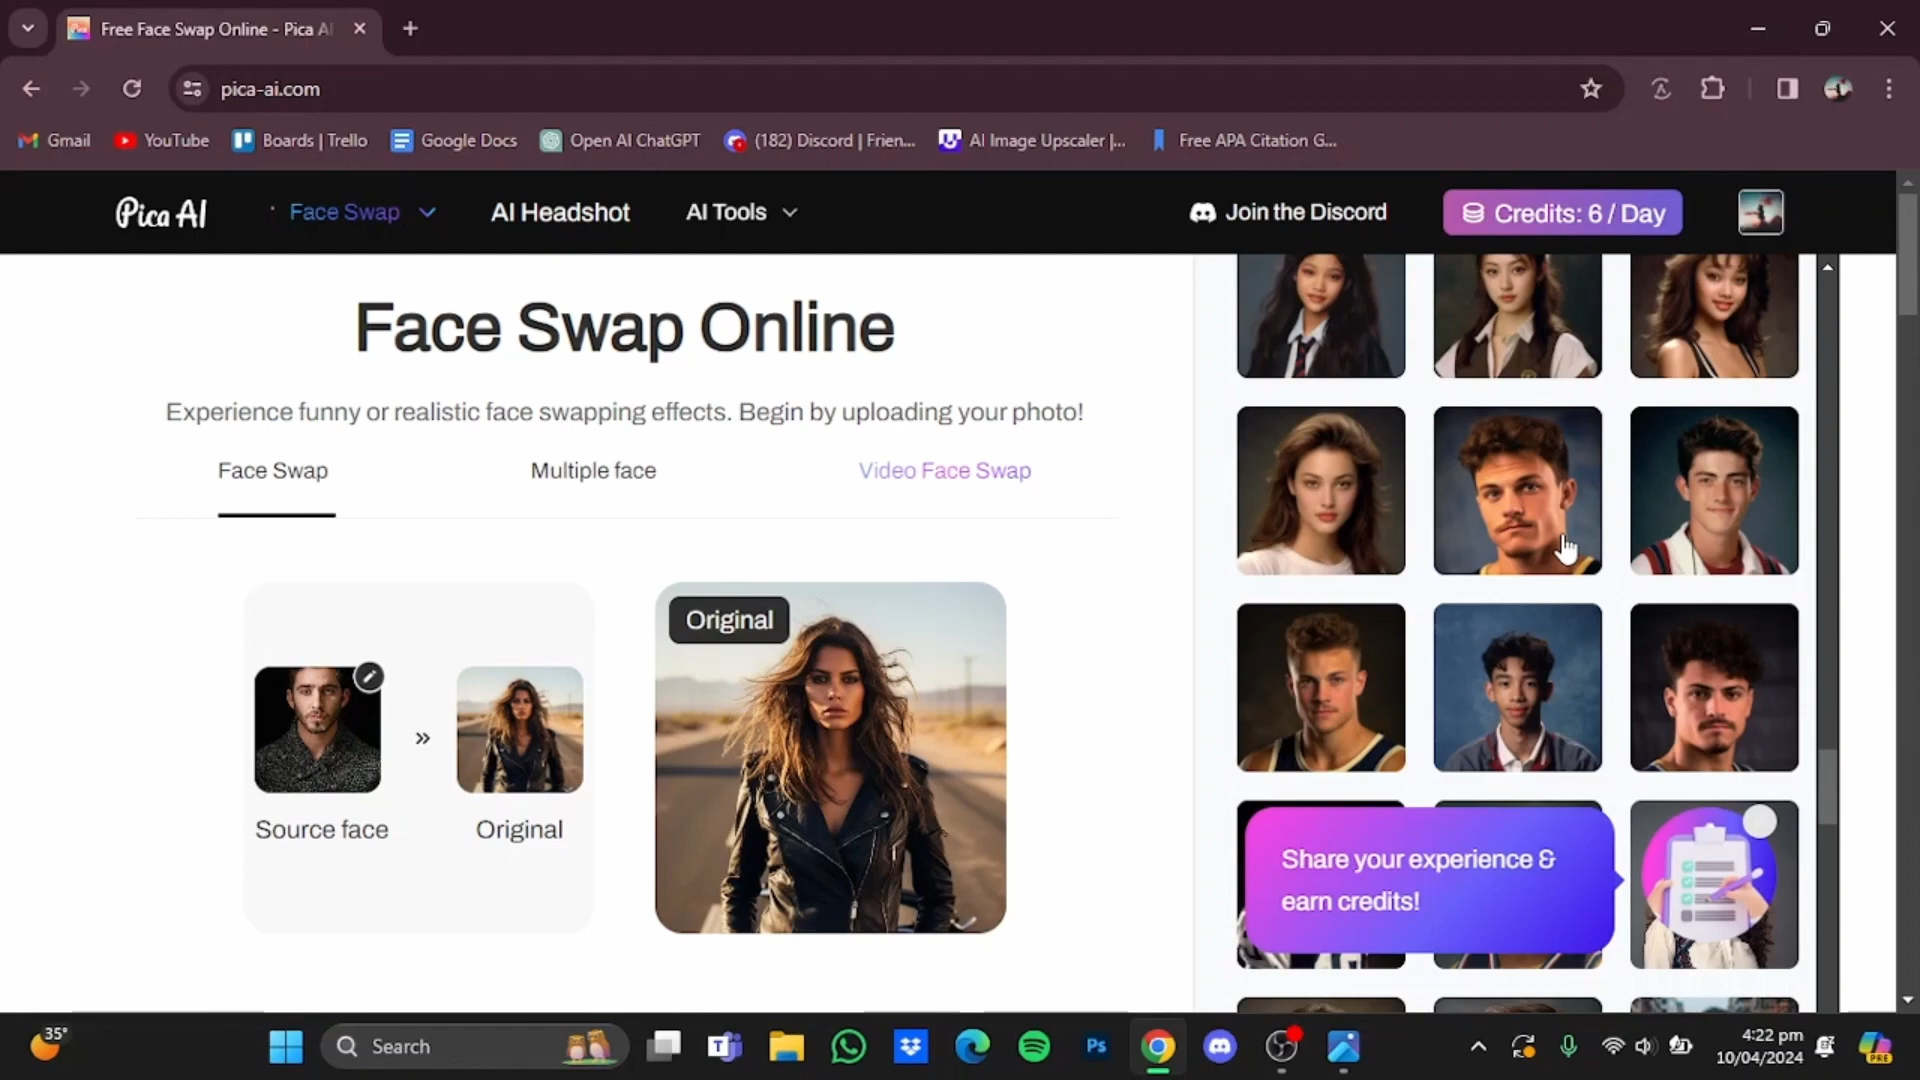 Free Face Swap Online - Pica AI
pica-ai.com
Gmail
YouTube
Boards | Trello
Google Docs
Open AI ChatGPT
(182) Discord | Frien...
AI Image Upscaler |...
Free APA Citation G...
Pica AI
Face Swap
AI Headshot
AI Tools
Join the Discord
Credits: 6 / Day
Face Swap Online
Experience funny or realistic face swapping effects. Begin by uploading your photo!
Face Swap
Multiple face
Video Face Swap
Original
»
Source face
Original
Share your experience &
earn credits!
35°
Search
Ps
4:22 pm
10/04/2024
PRE